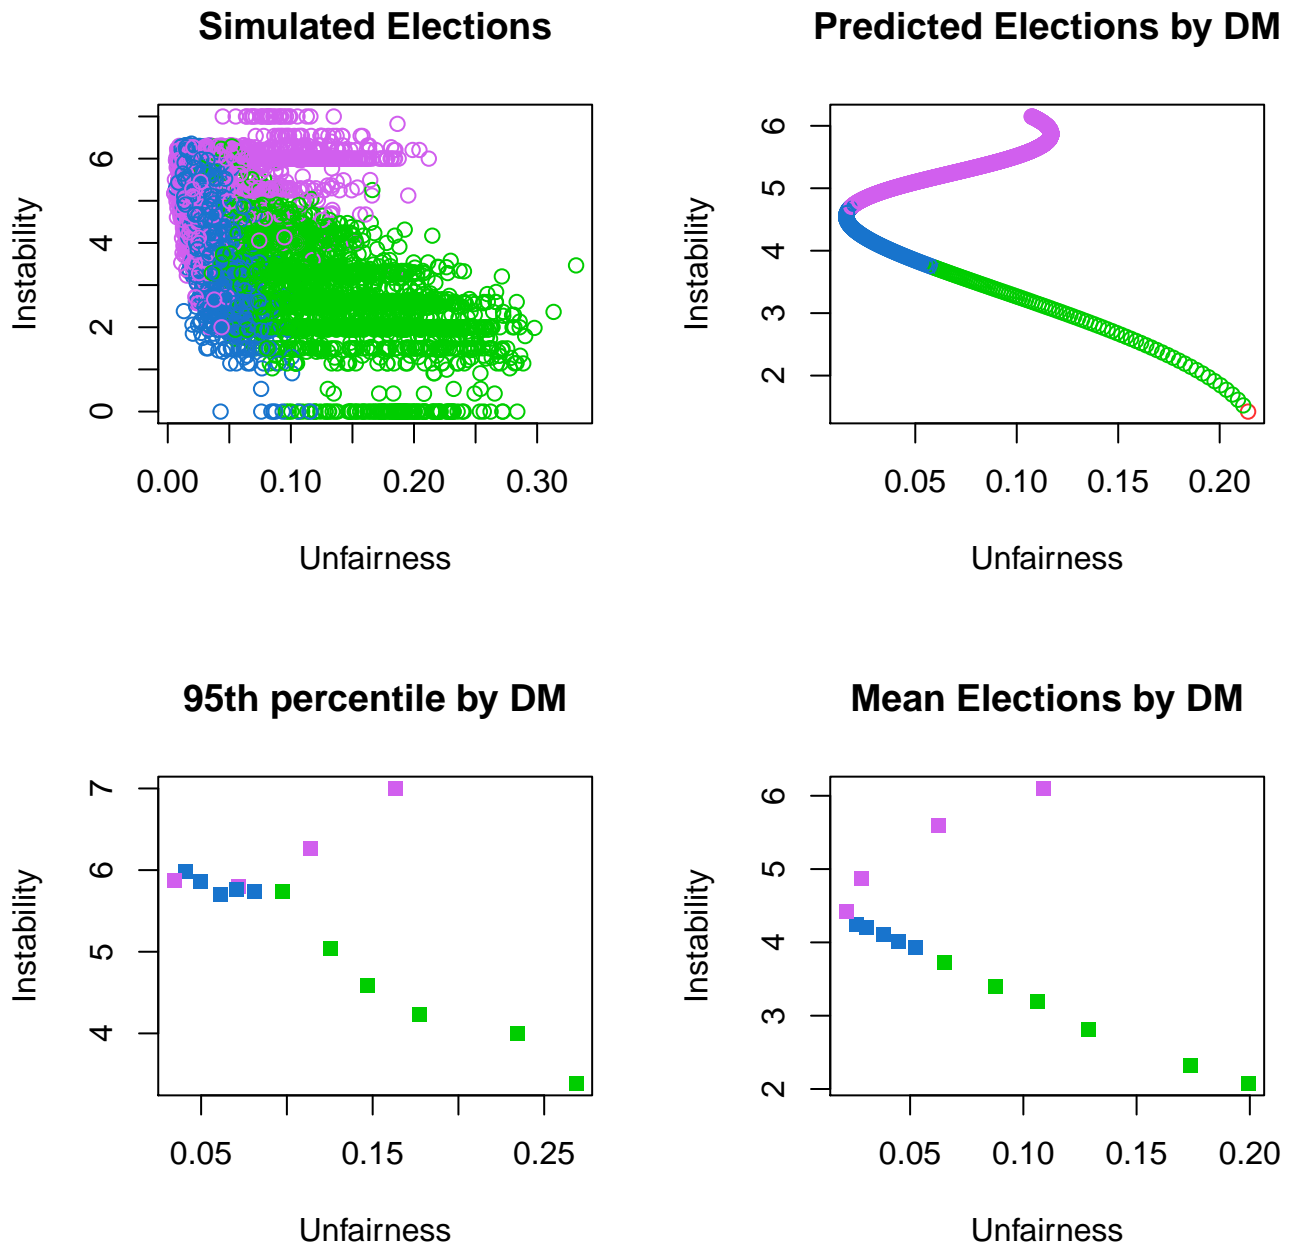 Simulated Elections
Instability
6
4
2
0
0.00 0.10 0.20 0.30
Unfairness
Predicted Elections by DM
Instability
6
5
4
3
2
0.05 0.10 0.15 0.20
Unfairness
95th percentile by DM
Instability
7
6
5
4
0.05 0.15 0.25
Unfairness
Mean Elections by DM
Instability
6
5
4
3
2
0.05 0.10 0.15 0.20
Unfairness